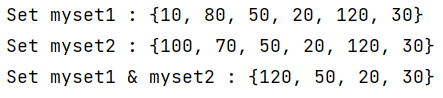 Set myset1 : {10, 80, 50, 20, 120, 30}
Set myset2 : {100, 70, 50, 20, 120, 30}
Set myset1 & myset2 : {120, 50, 20, 30}